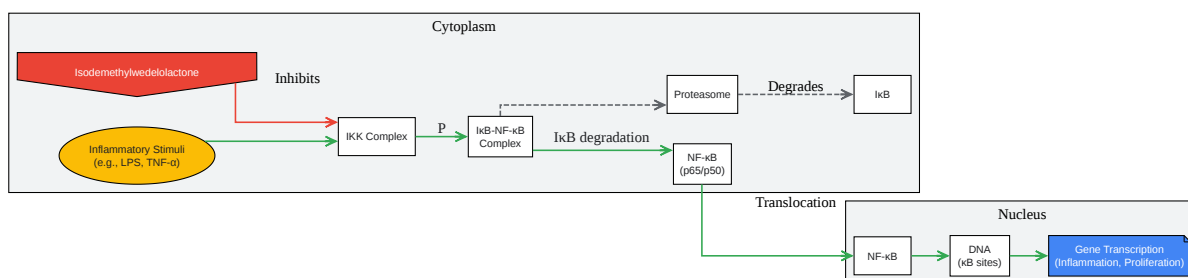 Cytoplasm
Isodemethylwedelolactone
Inhibits
Proteasome
Degrades
IκB
Inflammatory Stimuli
(e.g., LPS, TNF-α)
IKK Complex
P
IκB-NF-κB
Complex
IκB degradation
NF-κB
(p65/p50)
Translocation
Nucleus
NF-κB
DNA
(κB sites)
Gene Transcription
(Inflammation, Proliferation)